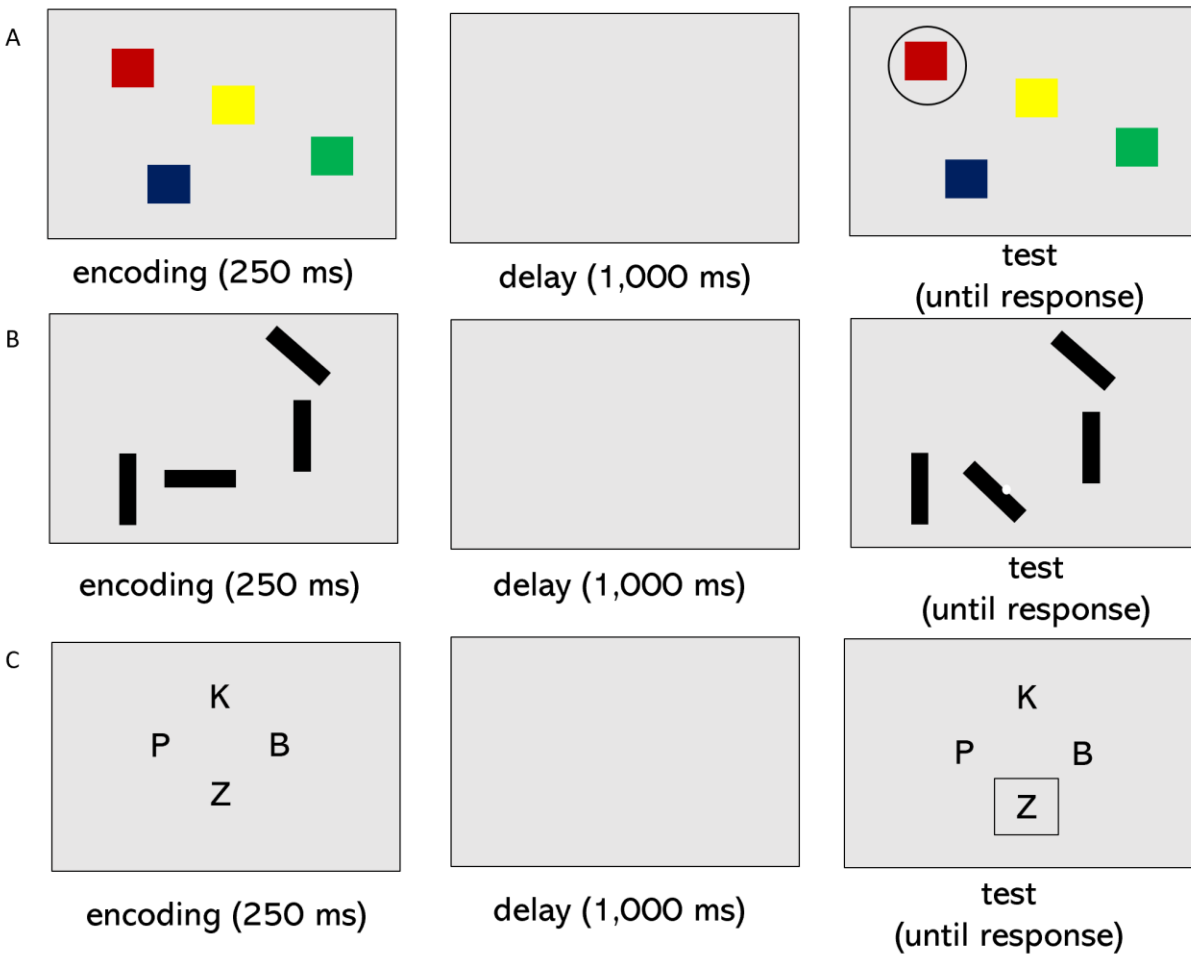 A
encoding (250 ms)
delay (1,000 ms)
test
(until response)
B
encoding (250 ms)
delay (1,000 ms)
test
(until response)
C
K
P B
Z
K
P B
Z
encoding (250 ms)
delay (1,000 ms)
test
(until response)